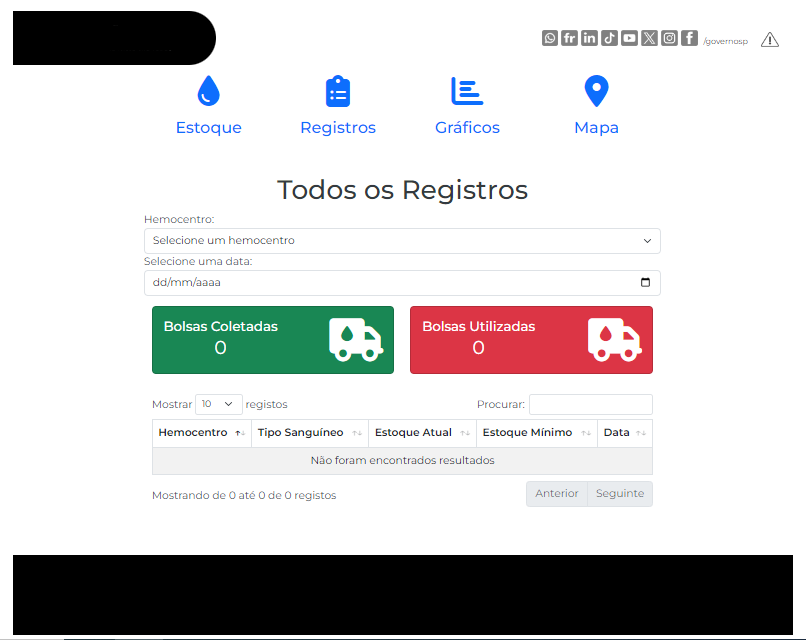 /governosp
Estoque Registros Gráficos Mapa
Todos os Registros
Hemocentro:
Selecione um hemocentro
Selecione uma data:
dd/mm/aaaa
Bolsas Coletadas
0
Bolsas Utilizadas
0
Mostrar 10 registos Procurar:
Hemocentro Tipo Sanguíneo Estoque Atual Estoque Mínimo Data
Não foram encontrados resultados
Mostrando de 0 até 0 de 0 registos Anterior Seguinte